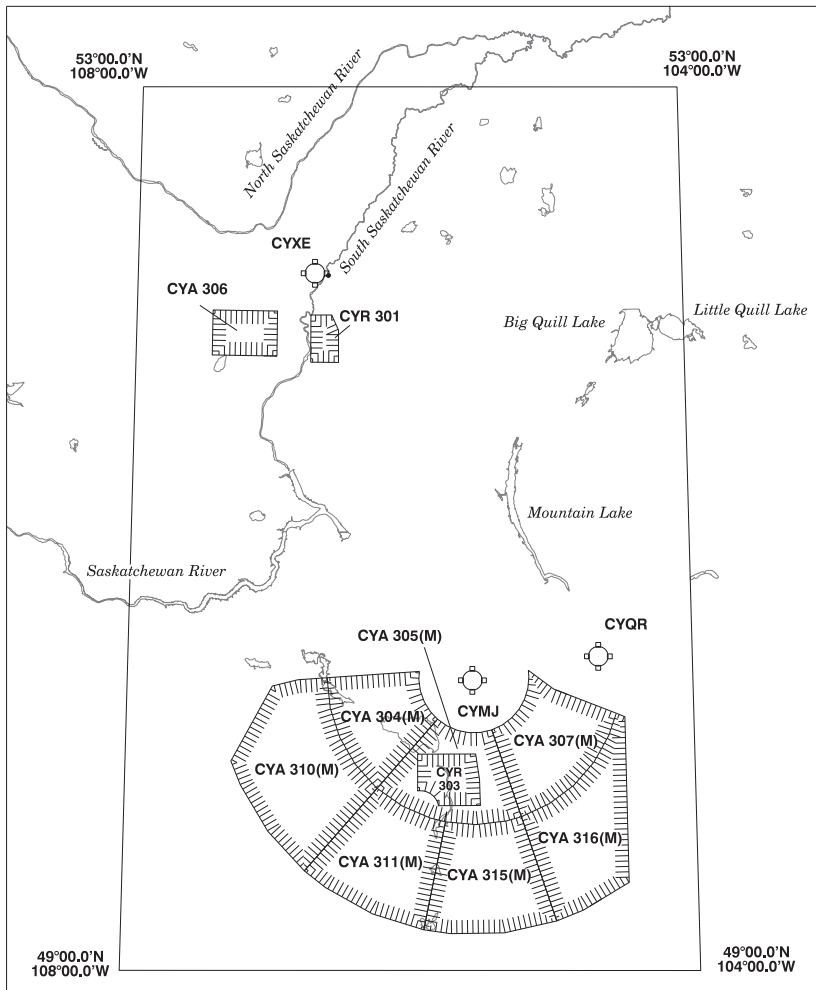 53°00.0'N
108°00.0'W
53°00.0'N
104°00.0'W
North Saskatchewan River
South Saskatchewan River
CYXE
CYA 306
CYR 301
Big Quill Lake
Little Quill Lake
Mountain Lake
Saskatchewan River
CYQR
CYA 305(M)
CYMJ
CYA 304(M)
CYA 307(M)
CYA 310(M)
CYR
303
CYA 316(M)
CYA 311(M)
CYA 315(M)
49°00.0'N
108°00.0'W
49°00.0'N
104°00.0'W